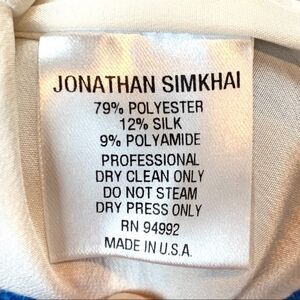 JONATHAN SIMKHAI
79% POLYESTER
12% SILK
9% POLYAMIDE
PROFESSIONAL
DRY CLEAN ONLY
DO NOT STEAM
DRY PRESS ONLY
RN 94992
MADE IN U.S.A.